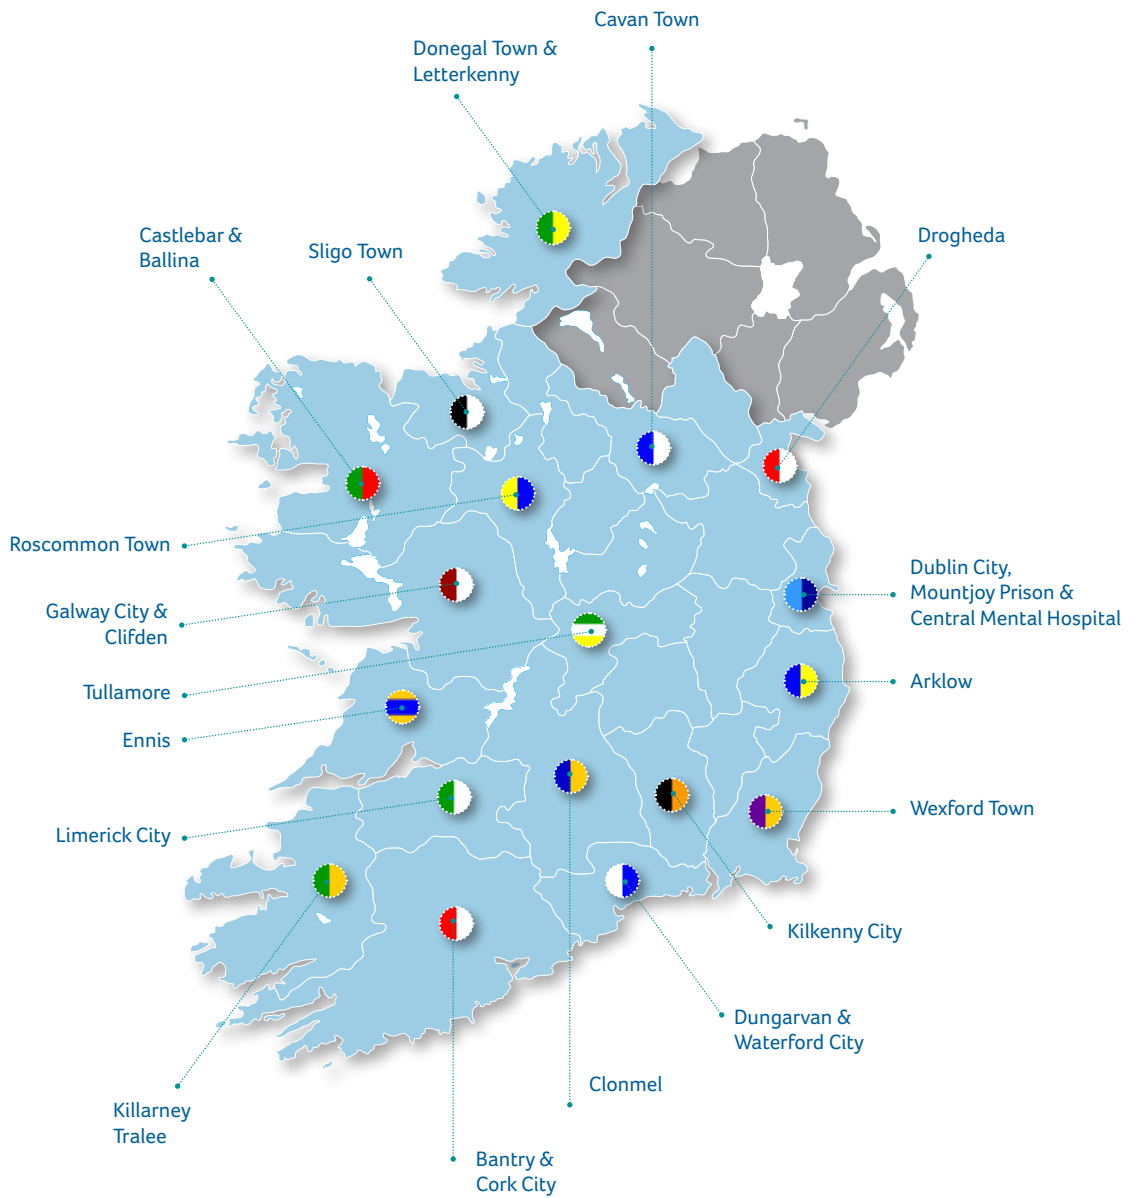 Cavan Town
Donegal Town &
Letterkenny
Castlebar &
Ballina
Sligo Town
Drogheda
Roscommon Town
Dublin City,
Mountjoy Prison &
Central Mental Hospital
Galway City &
Clifden
Tullamore
Arklow
Ennis
Wexford Town
Limerick City
Kilkenny City
Dungarvan &
Waterford City
Clonmel
Killarney
Tralee
Bantry &
Cork City